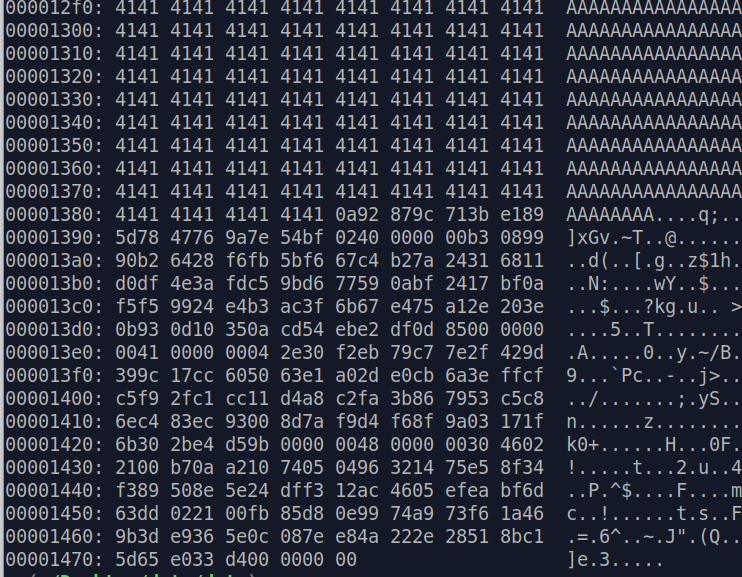 000012f0: 4141 4141 4141 4141 4141 4141 4141 4141  AAAAAAAAAAAAAAAA
00001300: 4141 4141 4141 4141 4141 4141 4141 4141  AAAAAAAAAAAAAAAA
00001310: 4141 4141 4141 4141 4141 4141 4141 4141  AAAAAAAAAAAAAAAA
00001320: 4141 4141 4141 4141 4141 4141 4141 4141  AAAAAAAAAAAAAAAA
00001330: 4141 4141 4141 4141 4141 4141 4141 4141  AAAAAAAAAAAAAAAA
00001340: 4141 4141 4141 4141 4141 4141 4141 4141  AAAAAAAAAAAAAAAA
00001350: 4141 4141 4141 4141 4141 4141 4141 4141  AAAAAAAAAAAAAAAA
00001360: 4141 4141 4141 4141 4141 4141 4141 4141  AAAAAAAAAAAAAAAA
00001370: 4141 4141 4141 4141 4141 4141 4141 4141  AAAAAAAAAAAAAAAA
00001380: 4141 4141 4141 4141 0a92 879c 713b e189  AAAAAAAA....q;..
00001390: 5d78 4776 9a7e 54bf 0240 0000 00b3 0899  ]xGv.~T..@......
000013a0: 90b2 6428 f6fb 5bf6 67c4 b27a 2431 6811  ..d(..[.g..z$1h.
000013b0: d0df 4e3a fdc5 9bd6 7759 0abf 2417 bf0a  ..N:....wY..$...
000013c0: f5f5 9924 e4b3 ac3f 6b67 e475 a12e 203e  ...$...?kg.u.. >
000013d0: 0b93 0d10 350a cd54 ebe2 df0d 8500 0000  ....5..T........
000013e0: 0041 0000 0004 2e30 f2eb 79c7 7e2f 429d  .A.....0..y.~/B.
000013f0: 399c 17cc 6050 63e1 a02d e0cb 6a3e ffcf  9...`Pc..-..j>..
00001400: c5f9 2fc1 cc11 d4a8 c2fa 3b86 7953 c5c8  ../.......;.yS..
00001410: 6ec4 83ec 9300 8d7a f9d4 f68f 9a03 171f  n......z........
00001420: 6b30 2be4 d59b 0000 0048 0000 0030 4602  k0+......H...0F.
00001430: 2100 b70a a210 7405 0496 3214 75e5 8f34  !.....t...2.u..4
00001440: f389 508e 5e24 dff3 12ac 4605 efea bf6d  ..P.^$....F....m
00001450: 63dd 0221 00fb 85d8 0e99 74a9 73f6 1a46  c..!......t.s..F
00001460: 9b3d e936 5e0c 087e e84a 222e 2851 8bc1  .=.6^..~.J".(Q..
00001470: 5d65 e033 d400 0000 00  ]e.3.....